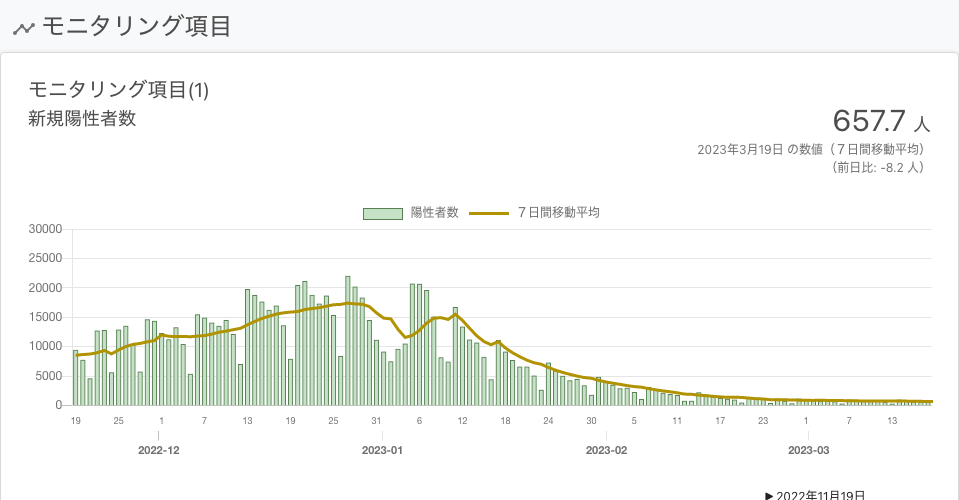 モニタリング項目
モニタリング項目(1)
新規陽性者数
657.7 人
2023年3月19日 の数値（７日間移動平均）
（前日比: -8.2 人）
陽性者数 ７日間移動平均
30000
25000
20000
15000
10000
5000
0
19 25 1 7 13 19 25 31 6 12 18 24 30 5 11 17 23 1 7 13
2022-12 2023-01 2023-02 2023-03
▶ 2022年11月19日